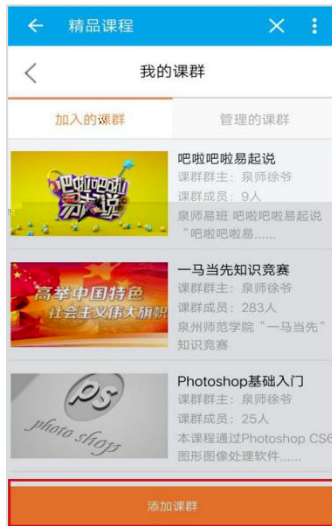 精品课程
我的课群
加入的课群
管理的课群
吧啦吧啦易起说
吧啦吧啦易起说
课群群主：泉师徐爷
课群成员：9人
泉师易班 吧啦吧啦易起说
“吧啦吧啦易......
高举中国特色
社会主义伟大旗帜
一马当先知识竞赛
课群群主：泉师徐爷
课群成员：283人
泉州师范学院“一马当先”
知识竞赛
ps
photo shop
Photoshop基础入门
课群群主：泉师徐爷
课群成员：25人
本课程通过Photoshop CS6
图形图像处理软件......
添加课群